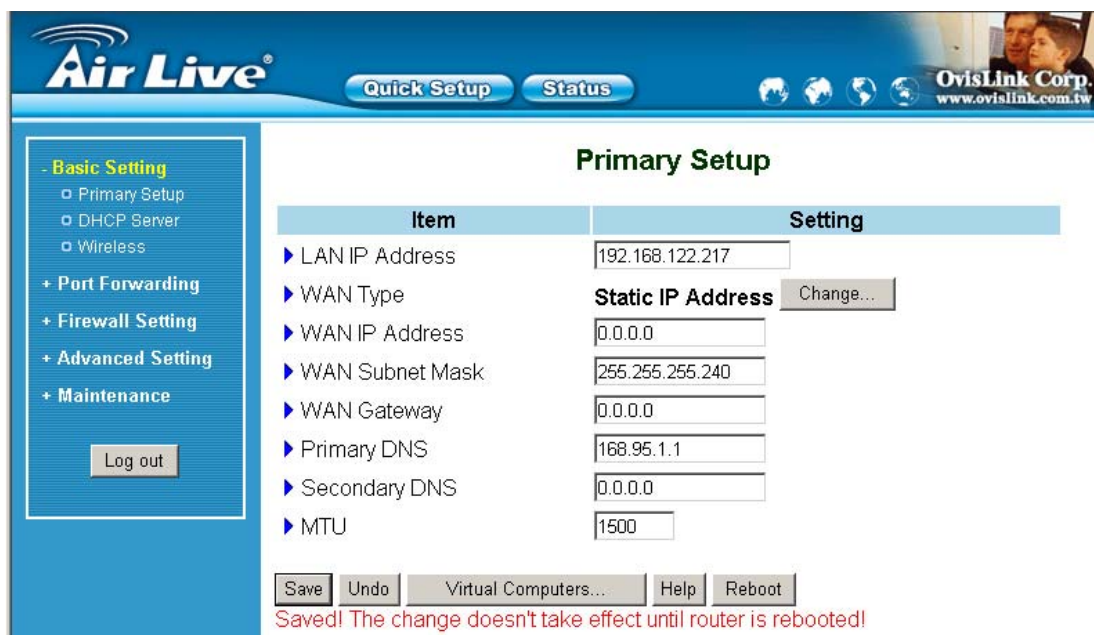 Air Live®
Quick Setup
Status
OvisLink Corp.
www.ovislink.com.tw
- Basic Setting
Primary Setup
DHCP Server
Wireless
+ Port Forwarding
+ Firewall Setting
+ Advanced Setting
+ Maintenance
Log out
Primary Setup
Item Setting
LAN IP Address 192.168.122.217
WAN Type Static IP Address Change...
WAN IP Address 0.0.0.0
WAN Subnet Mask 255.255.255.240
WAN Gateway 0.0.0.0
Primary DNS 168.95.1.1
Secondary DNS 0.0.0.0
MTU 1500
Save Undo Virtual Computers... Help Reboot
Saved! The change doesn't take effect until router is rebooted!